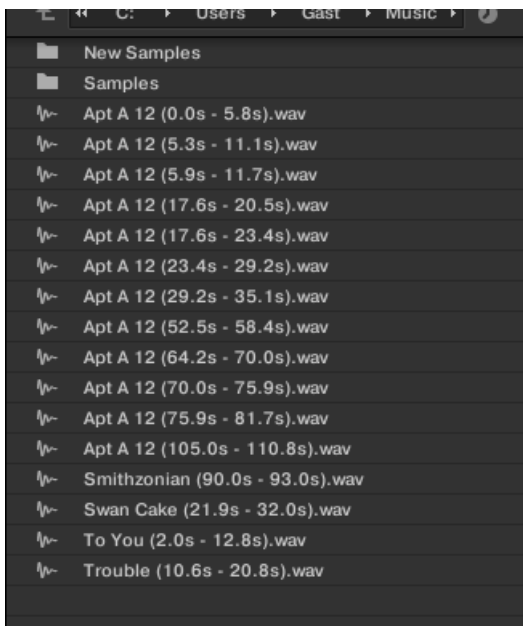 C: Users Gast Music
New Samples
Samples
Apt A 12 (0.0s - 5.8s).wav
Apt A 12 (5.3s - 11.1s).wav
Apt A 12 (5.9s - 11.7s).wav
Apt A 12 (17.6s - 20.5s).wav
Apt A 12 (17.6s - 23.4s).wav
Apt A 12 (23.4s - 29.2s).wav
Apt A 12 (29.2s - 35.1s).wav
Apt A 12 (52.5s - 58.4s).wav
Apt A 12 (64.2s - 70.0s).wav
Apt A 12 (70.0s - 75.9s).wav
Apt A 12 (75.9s - 81.7s).wav
Apt A 12 (105.0s - 110.8s).wav
Smithzonian (90.0s - 93.0s).wav
Swan Cake (21.9s - 32.0s).wav
To You (2.0s - 12.8s).wav
Trouble (10.6s - 20.8s).wav